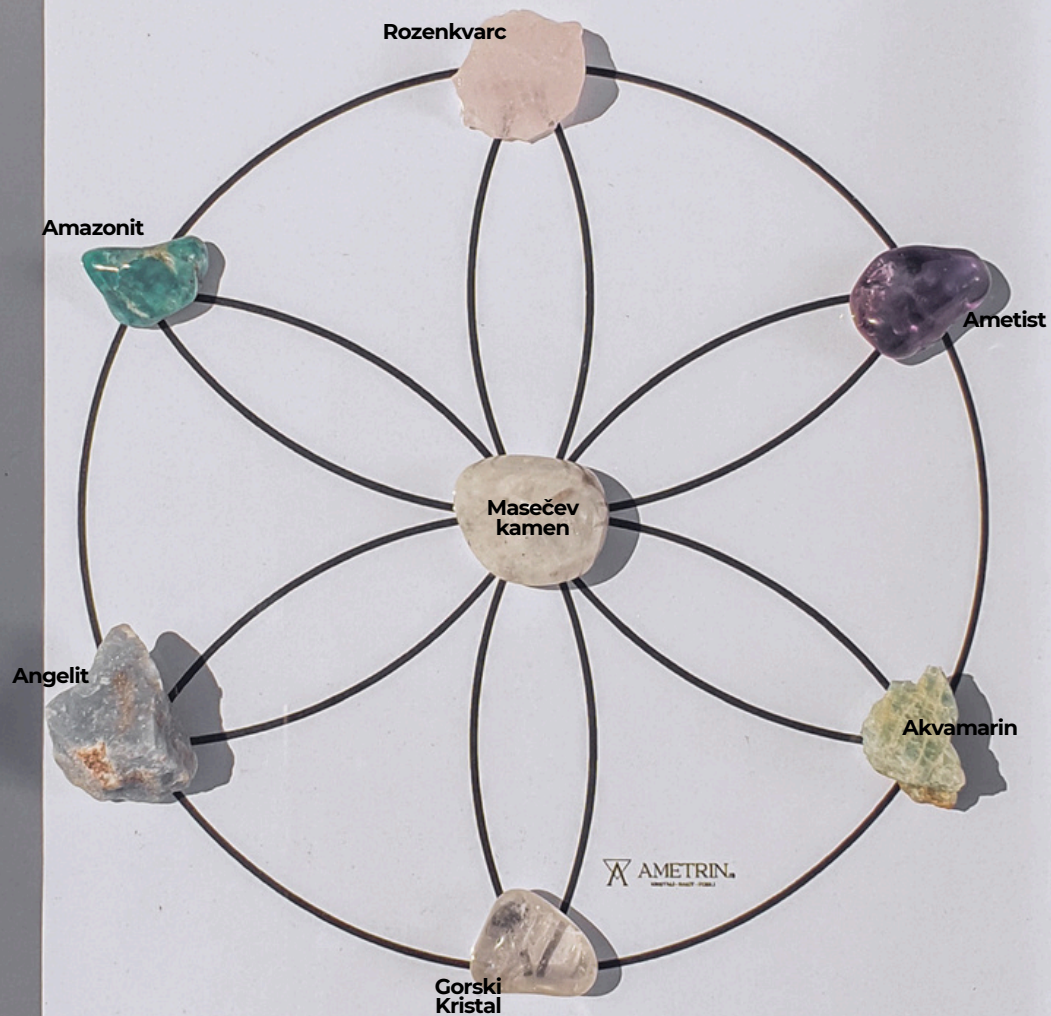 Rozenkvarc
Amazonit
Ametist
Masečev
kamen
Angelit
Akvamarin
AMETRIN
Gorski
Kristal